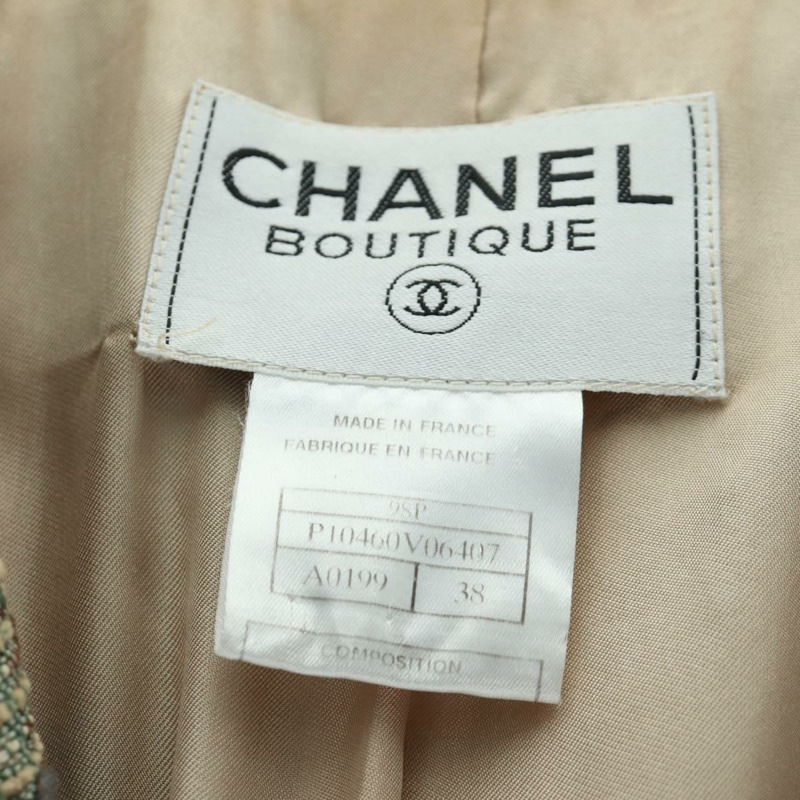 CHANEL
BOUTIQUE
MADE IN FRANCE
FABRIQUE EN FRANCE
98P
P10460V06407
A0199 38
COMPOSITION